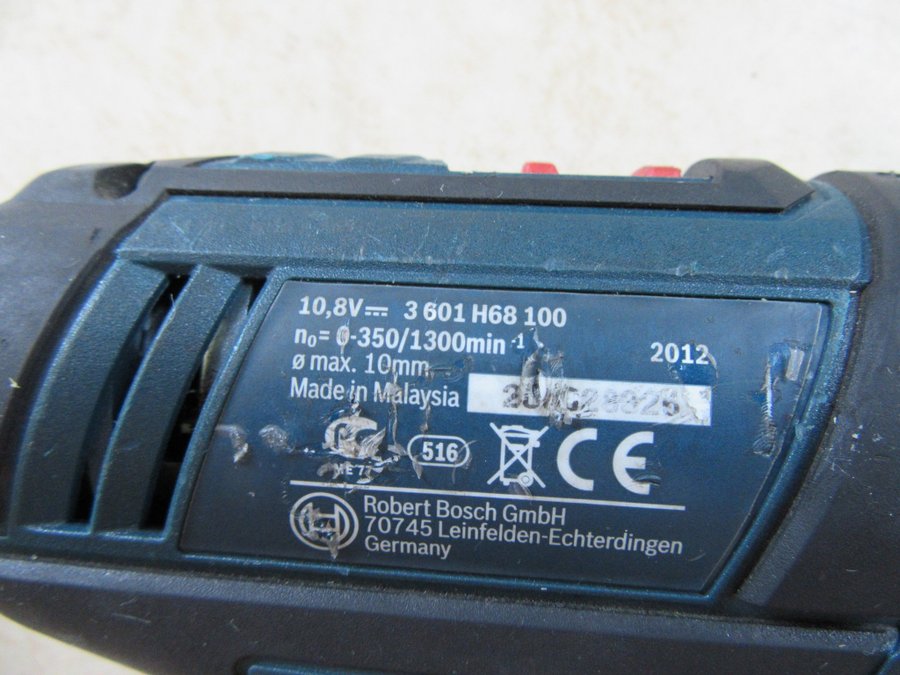 10,8V⎓ 3 601 H68 100
n₀= 0-350/1300min -1
2012
ø max. 10mm
Made in Malaysia
516
CE
Robert Bosch GmbH
70745 Leinfelden-Echterdingen
Germany